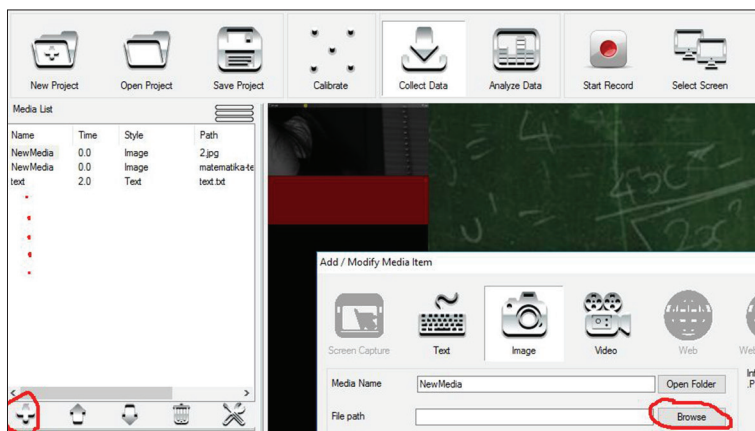 New Project Open Project Save Project Calibrate Collect Data Analyze Data Start Record Select Screen
Media List
Name Time Style Path
NewMedia 0.0 Image 2.jpg
NewMedia 0.0 Image matematika-te
text 2.0 Text text.txt
Add / Modify Media Item
Screen Capture Text Image Video Web
Media Name NewMedia Open Folder
File path Browse